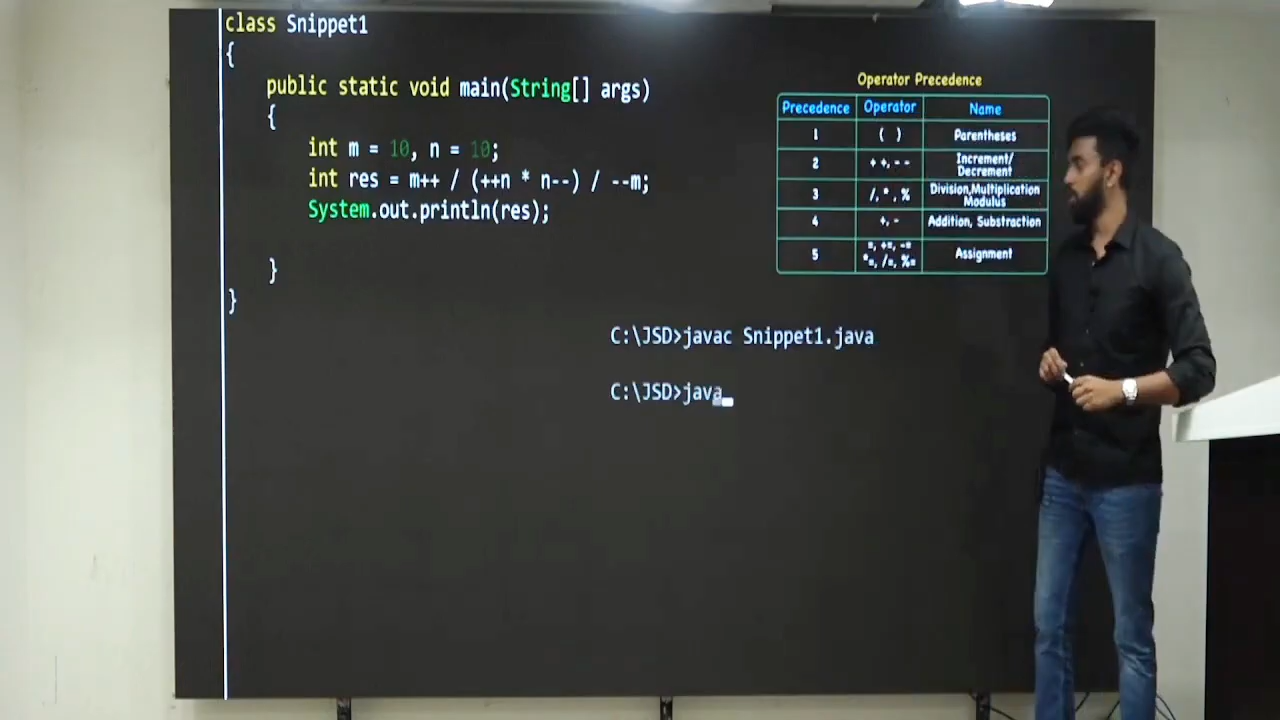 class Snippet1
{
public static void main(String[] args)
{
int m = 10, n = 10;
int res = m++ / (++n * n--) / --m;
System.out.println(res);
}
}
Operator Precedence
Precedence Operator Name
1 ( ) Parentheses
2 + +, - - Increment/
Decrement
3 /, * , % Division,Multiplication
Modulus
4 +, - Addition, Substraction
5 =, +=, -=
*=, /=, %= Assignment
C:\JSD>javac Snippet1.java
C:\JSD>java_